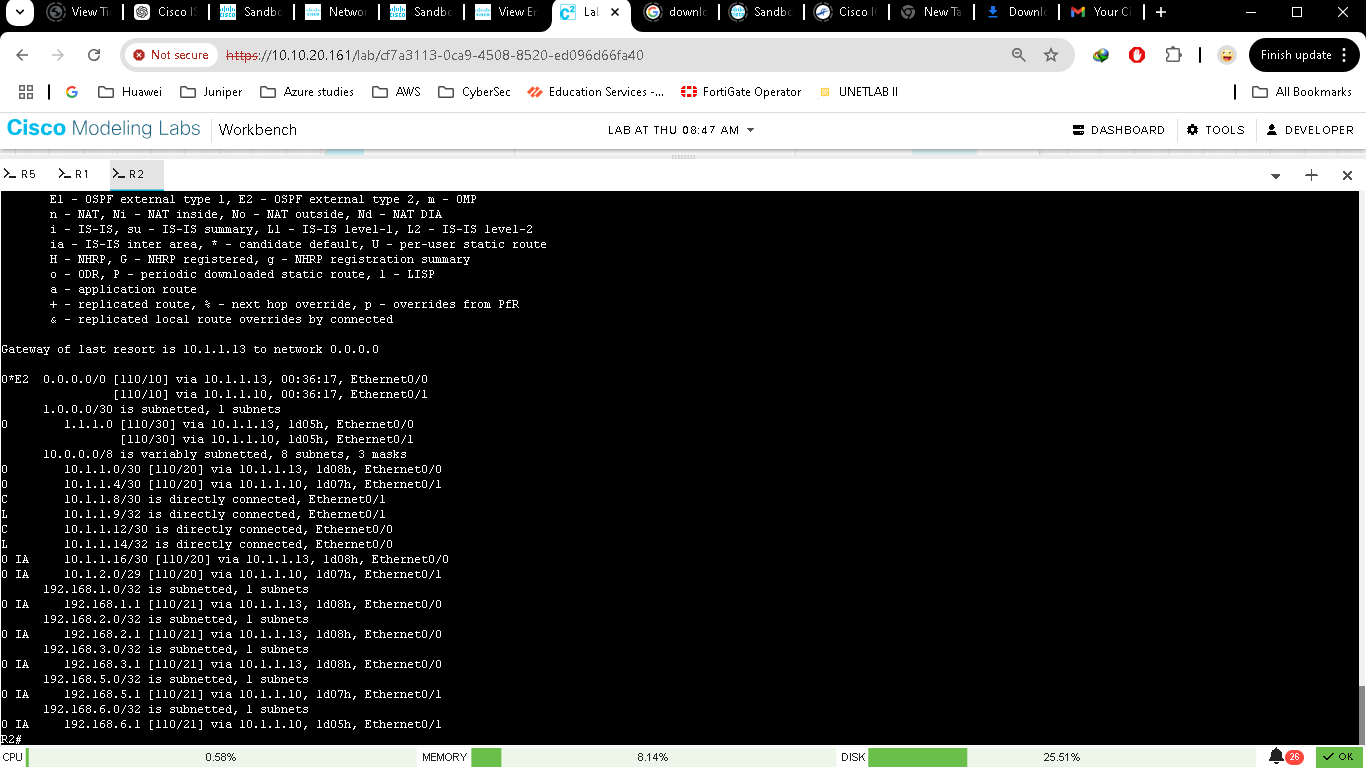 View Ti
Cisco IS
Sandb
Netwo
Sandb
View En
Lal
downl
Sandb
Cisco I
New Ta
Downl
Your Ci
Not secure
https://10.10.20.161/lab/cf7a3113-0ca9-4508-8520-ed096d66fa40
Finish update
Huawei
Juniper
Azure studies
AWS
CyberSec
Education Services -...
FortiGate Operator
UNETLAB II
All Bookmarks
Cisco Modeling Labs
Workbench
LAB AT THU 08:47 AM
DASHBOARD
TOOLS
DEVELOPER
R5
R1
R2
E1 - OSPF external type 1, E2 - OSPF external type 2, m - OMP
n - NAT, Ni - NAT inside, No - NAT outside, Nd - NAT DIA
i - IS-IS, su - IS-IS summary, L1 - IS-IS level-1, L2 - IS-IS level-2
ia - IS-IS inter area, * - candidate default, U - per-user static route
H - NHRP, G - NHRP registered, g - NHRP registration summary
o - ODR, P - periodic downloaded static route, l - LISP
a - application route
+ - replicated route, % - next hop override, p - overrides from PfR
& - replicated local route overrides by connected
Gateway of last resort is 10.1.1.13 to network 0.0.0.0
O*E2  0.0.0.0/0 [110/10] via 10.1.1.13, 00:36:17, Ethernet0/0
[110/10] via 10.1.1.10, 00:36:17, Ethernet0/1
1.0.0.0/30 is subnetted, 1 subnets
O        1.1.1.0 [110/30] via 10.1.1.13, 1d05h, Ethernet0/0
[110/30] via 10.1.1.10, 1d05h, Ethernet0/1
10.0.0.0/8 is variably subnetted, 8 subnets, 3 masks
O        10.1.1.0/30 [110/20] via 10.1.1.13, 1d08h, Ethernet0/0
O        10.1.1.4/30 [110/20] via 10.1.1.10, 1d07h, Ethernet0/1
C        10.1.1.8/30 is directly connected, Ethernet0/1
L        10.1.1.9/32 is directly connected, Ethernet0/1
C        10.1.1.12/30 is directly connected, Ethernet0/0
L        10.1.1.14/32 is directly connected, Ethernet0/0
O IA     10.1.1.16/30 [110/20] via 10.1.1.13, 1d08h, Ethernet0/0
O IA     10.1.2.0/29 [110/20] via 10.1.1.10, 1d07h, Ethernet0/1
192.168.1.0/32 is subnetted, 1 subnets
O IA     192.168.1.1 [110/21] via 10.1.1.13, 1d08h, Ethernet0/0
192.168.2.0/32 is subnetted, 1 subnets
O IA     192.168.2.1 [110/21] via 10.1.1.13, 1d08h, Ethernet0/0
192.168.3.0/32 is subnetted, 1 subnets
O IA     192.168.3.1 [110/21] via 10.1.1.13, 1d08h, Ethernet0/0
192.168.5.0/32 is subnetted, 1 subnets
O IA     192.168.5.1 [110/21] via 10.1.1.10, 1d07h, Ethernet0/1
192.168.6.0/32 is subnetted, 1 subnets
O IA     192.168.6.1 [110/21] via 10.1.1.10, 1d05h, Ethernet0/1
R2#
CPU
0.58%
MEMORY
8.14%
DISK
25.51%
26
OK